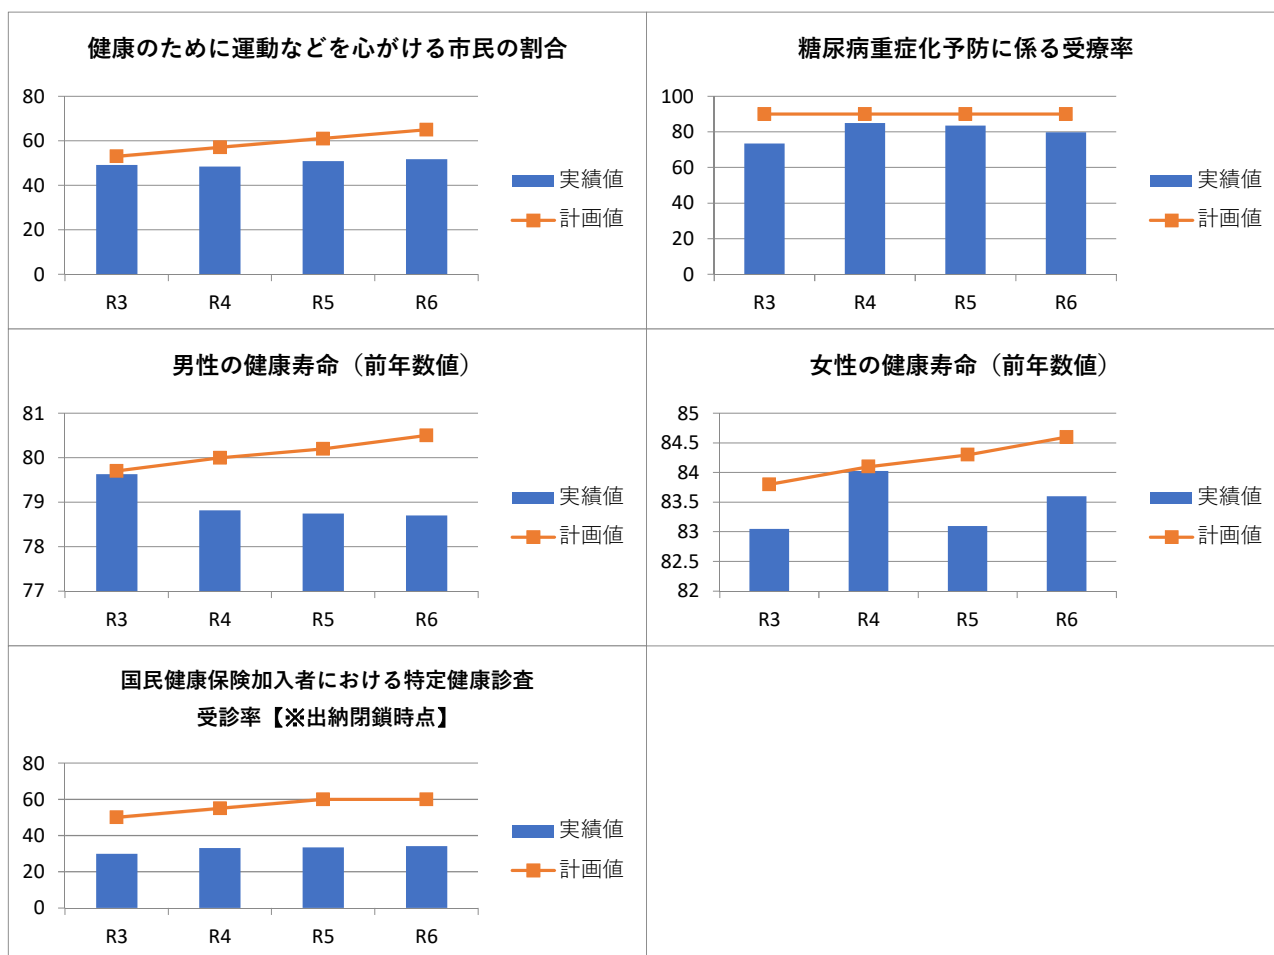 健康のために運動などを心がける市民の割合
80
60
40
20
0
R3 R4 R5 R6
実績値
計画値
糖尿病重症化予防に係る受療率
100
80
60
40
20
0
R3 R4 R5 R6
実績値
計画値
男性の健康寿命（前年数値）
81
80
79
78
77
R3 R4 R5 R6
実績値
計画値
女性の健康寿命（前年数値）
85
84.5
84
83.5
83
82.5
82
R3 R4 R5 R6
実績値
計画値
国民健康保険加入者における特定健康診査
受診率【※出納閉鎖時点】
80
60
40
20
0
R3 R4 R5 R6
実績値
計画値